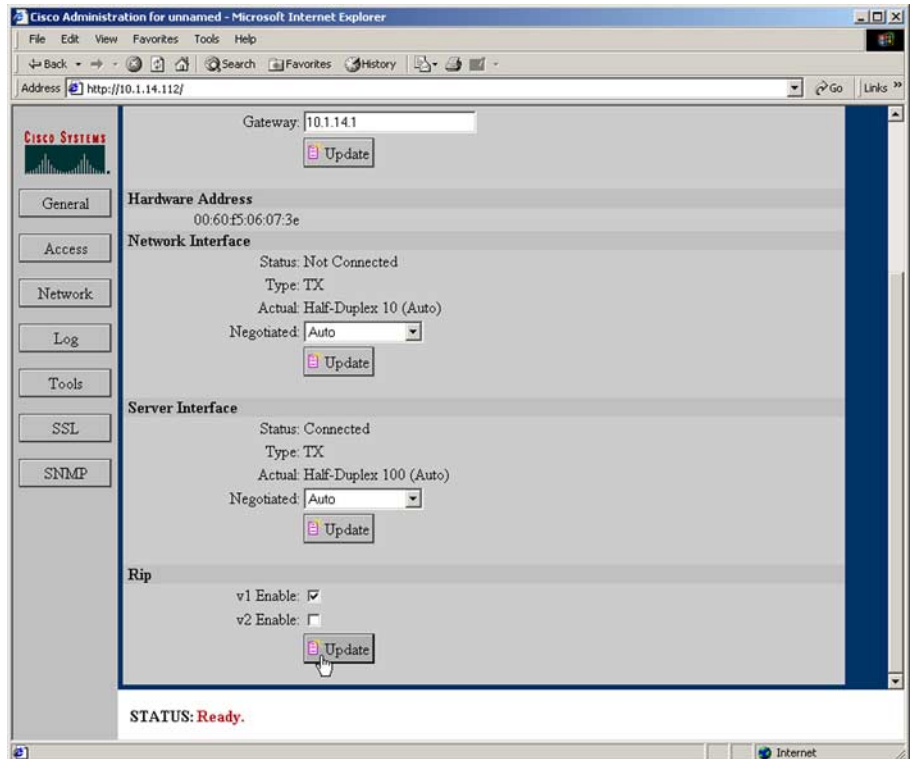 Cisco Administration for unnamed - Microsoft Internet Explorer
File Edit View Favorites Tools Help
Back Search Favorites History
Address http://10.1.14.112/ Go Links »
CISCO SYSTEMS
General
Access
Network
Log
Tools
SSL
SNMP
Gateway: 10.1.14.1
Update
Hardware Address
00:60:f5:06:07:3e
Network Interface
Status: Not Connected
Type: TX
Actual: Half-Duplex 10 (Auto)
Negotiated: Auto
Update
Server Interface
Status: Connected
Type: TX
Actual: Half-Duplex 100 (Auto)
Negotiated: Auto
Update
Rip
v1 Enable:
v2 Enable:
Update
STATUS: Ready.
Internet